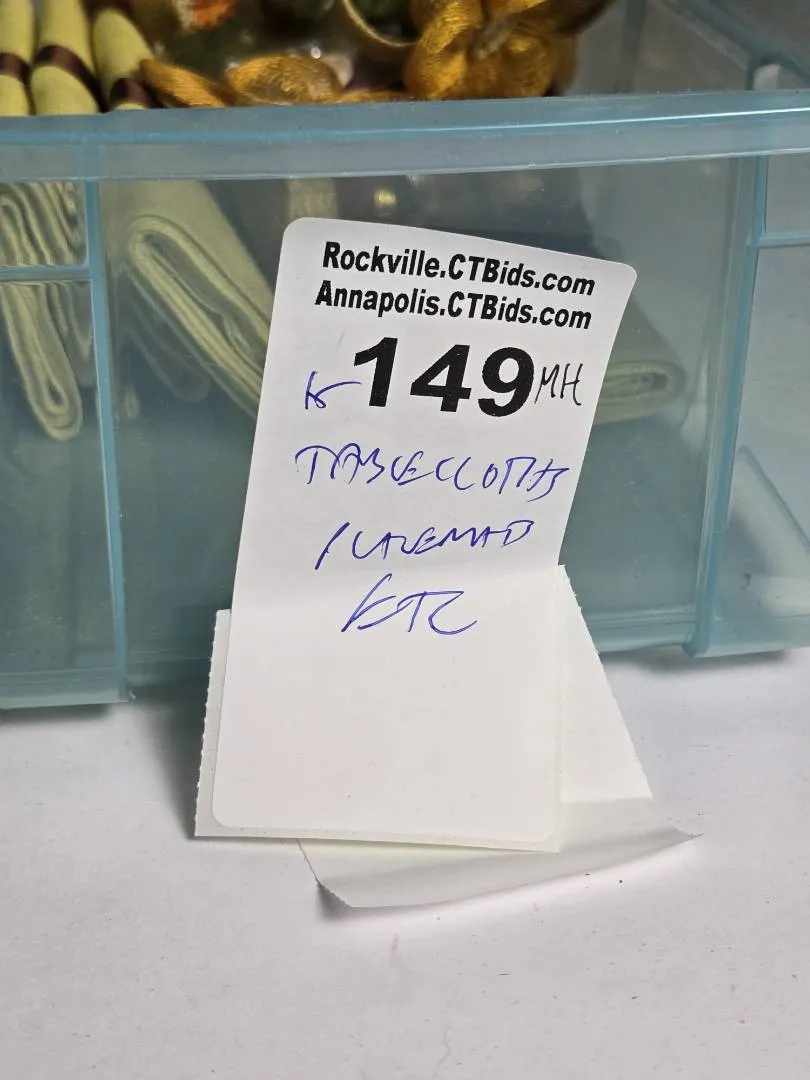 Rockville.CTBids.com
Annapolis.CTBids.com
149 MH
TABLECLOTHS
ETC